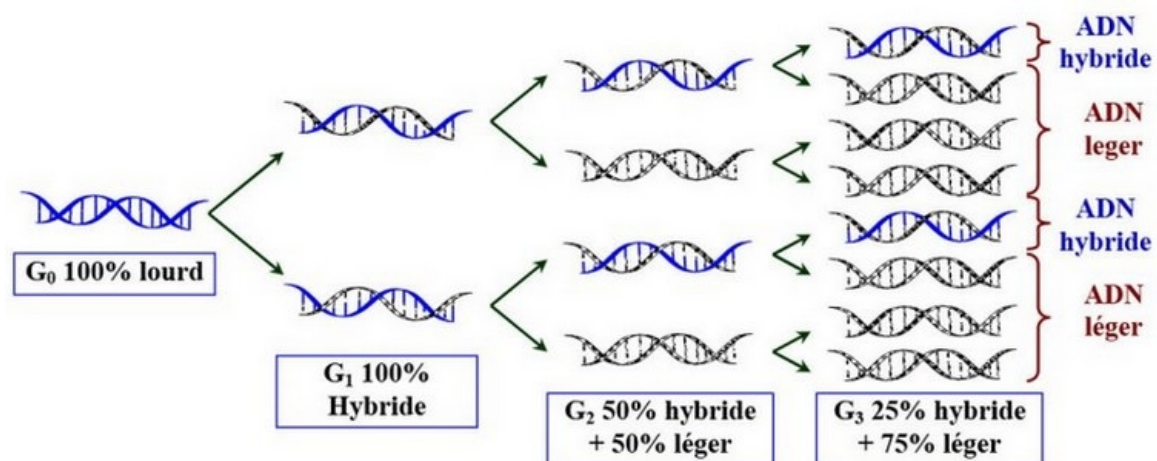 ADN
hybride
ADN
leger
ADN
hybride
ADN
léger
G₀ 100% lourd
G₁ 100%
Hybride
G₂ 50% hybride
+ 50% léger
G₃ 25% hybride
+ 75% léger